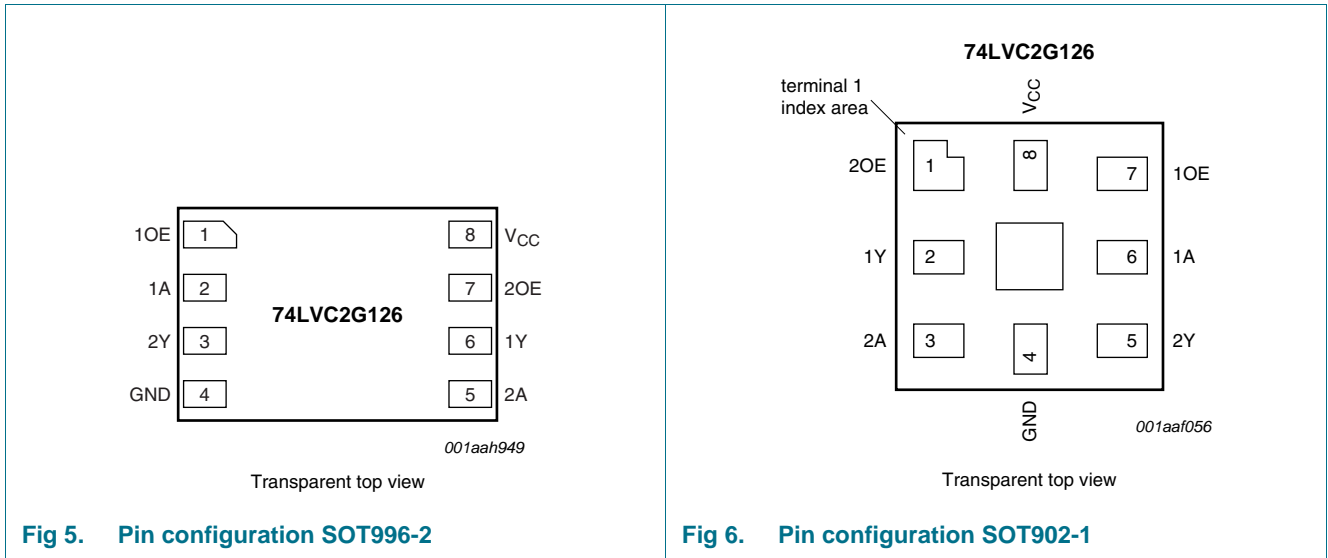 1OE 1 8 VCC
1A 2 7 2OE
74LVC2G126
2Y 3 6 1Y
GND 4 5 2A
001aah949
Transparent top view
Fig 5. Pin configuration SOT996-2
74LVC2G126
terminal 1
index area
VCC
2OE 1 8 7 1OE
1Y 2 6 1A
2A 3 4 5 2Y
GND
001aaf056
Transparent top view
Fig 6. Pin configuration SOT902-1